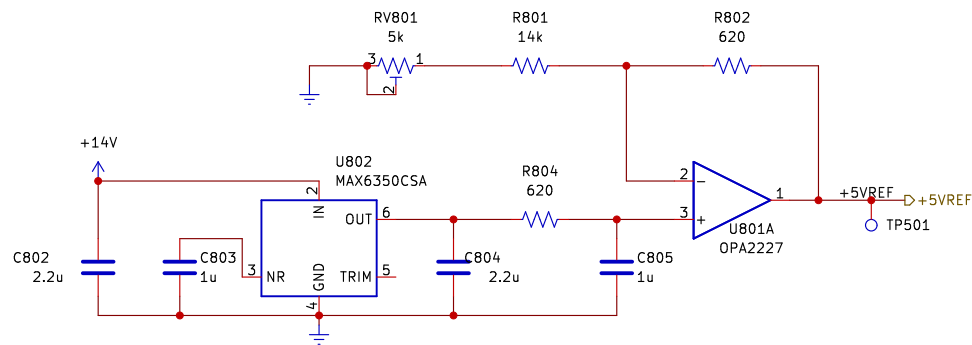 RV801
5k
3
1
2
R801
14k
R802
620
+14V
U802
MAX6350CSA
2
IN
OUT
6
R804
620
2
−
3
+
1
+5VREF
+5VREF
TP501
U801A
OPA2227
C802
2.2u
C803
1u
3
NR
GND
TRIM
5
4
C804
2.2u
C805
1u